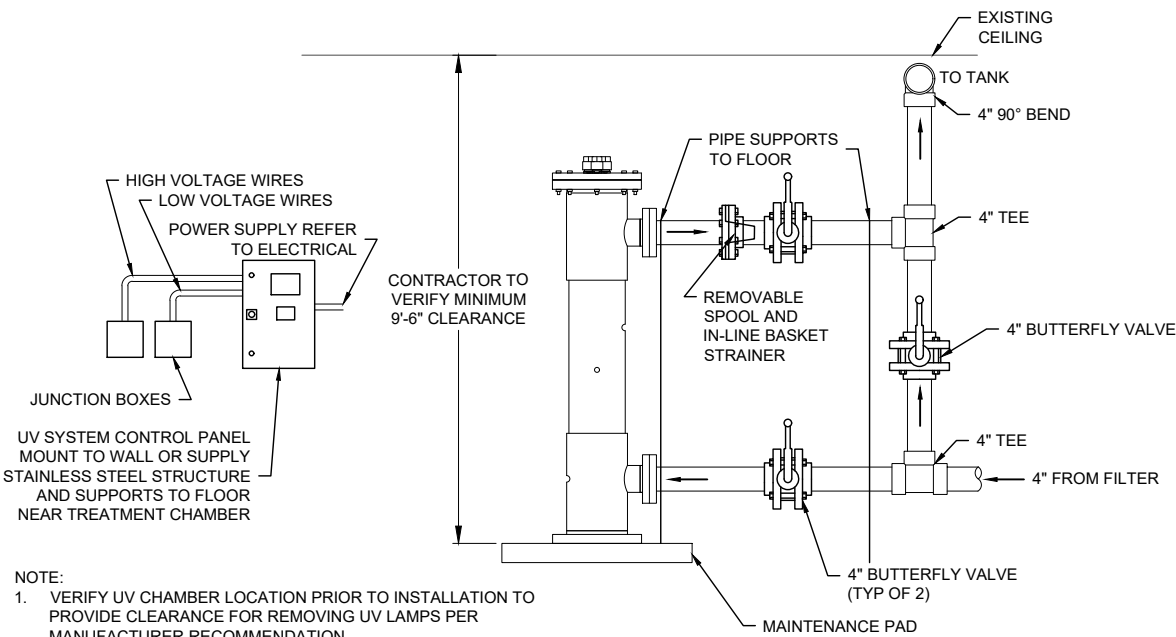 EXISTING
CEILING
TO TANK
4" 90° BEND
PIPE SUPPORTS
TO FLOOR
HIGH VOLTAGE WIRES
LOW VOLTAGE WIRES
POWER SUPPLY REFER
TO ELECTRICAL
4" TEE
CONTRACTOR TO
VERIFY MINIMUM
9'-6" CLEARANCE
REMOVABLE
SPOOL AND
IN-LINE BASKET
STRAINER
4" BUTTERFLY VALVE
JUNCTION BOXES
UV SYSTEM CONTROL PANEL
MOUNT TO WALL OR SUPPLY
STAINLESS STEEL STRUCTURE
AND SUPPORTS TO FLOOR
NEAR TREATMENT CHAMBER
4" TEE
4" FROM FILTER
4" BUTTERFLY VALVE
(TYP OF 2)
MAINTENANCE PAD
NOTE:
1. VERIFY UV CHAMBER LOCATION PRIOR TO INSTALLATION TO
PROVIDE CLEARANCE FOR REMOVING UV LAMPS PER
MANUFACTURER RECOMMENDATION